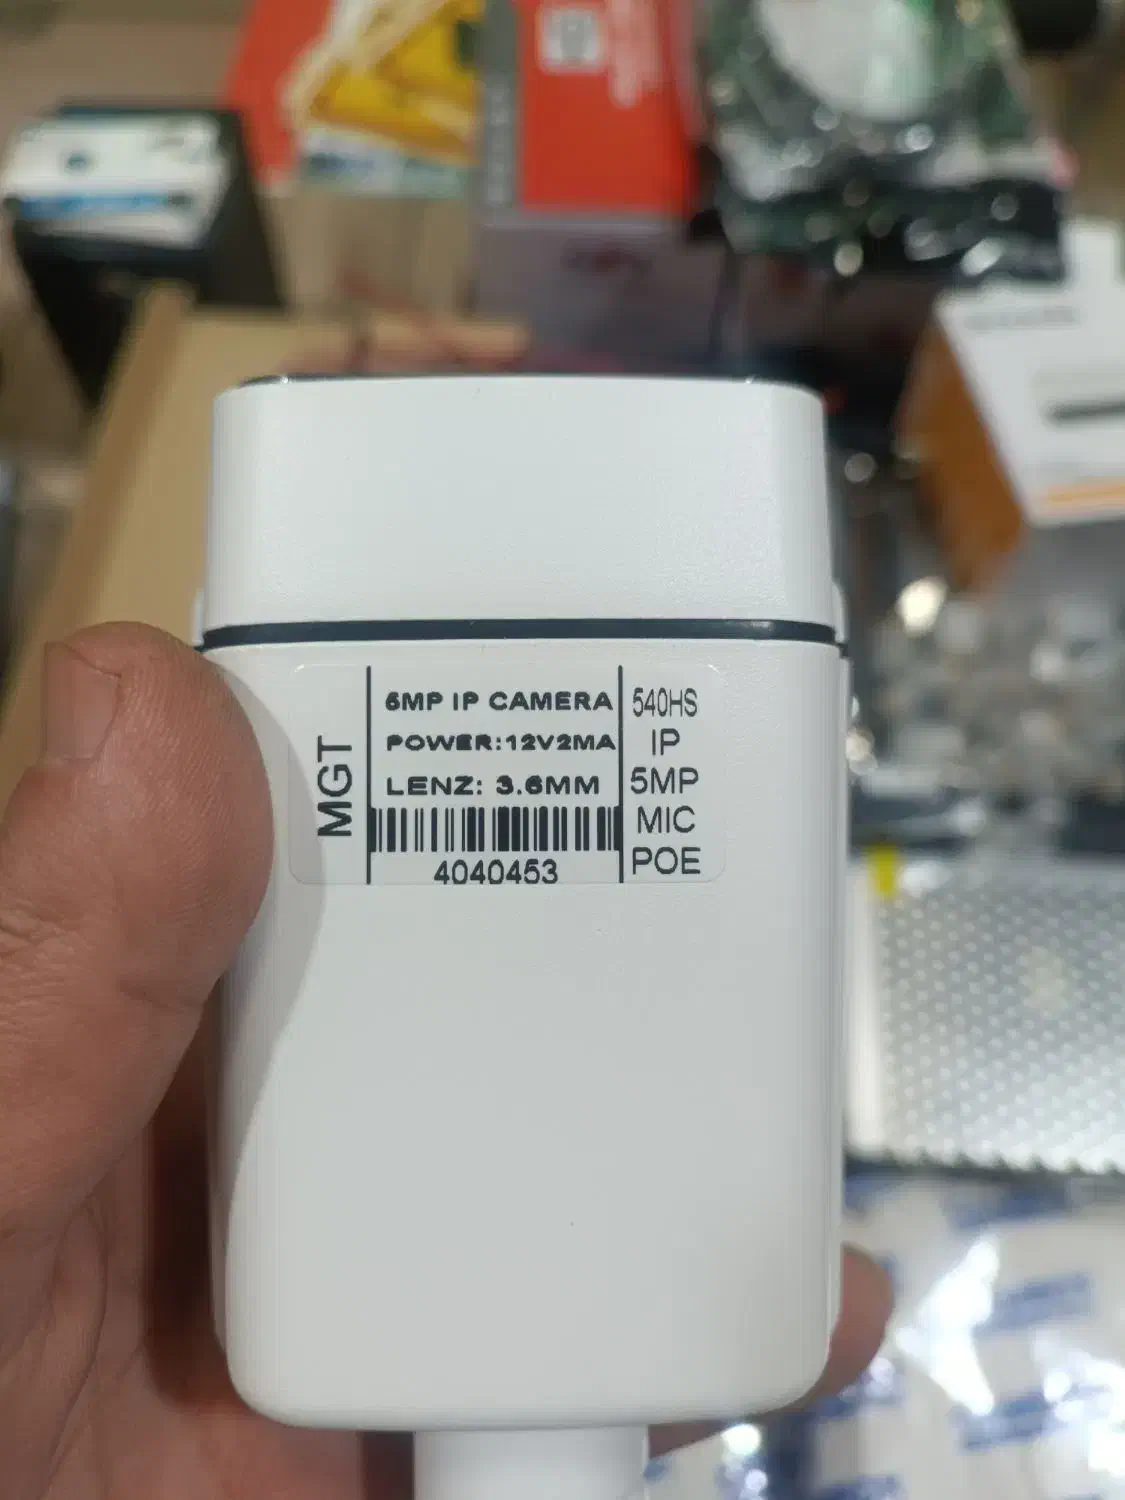 MGT
5MP IP CAMERA
POWER:12V2MA
LENZ: 3.6MM
4040453
540HS
IP
5MP
MIC
POE